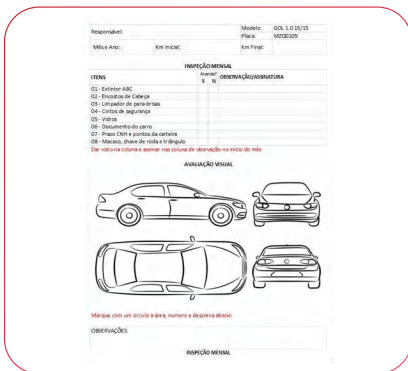 Responsável: Modelo: GOL 1.0 15/15
Placa: MZQ0105
Mês e Ano: Km Inicial: Km Final:
INSPEÇÃO MENSAL
ITENS Atende? S N OBSERVAÇÃO/ASSINATURA
01 - Extintor ABC
02 - Encostos de Cabeça
03 - Limpador de para-brisas
04 - Cintos de segurança
05 - Vidros
06 - Documento do carro
07 - Prazo CNH e pontos da carteira
08 - Macaco, chave de roda e triângulo
Dar visto na coluna e assinar nas colunas de observação no início do mês
AVALIAÇÃO VISUAL
Marque com um círculo a área, numere e descreva abaixo
OBSERVAÇÕES:
INSPEÇÃO MENSAL